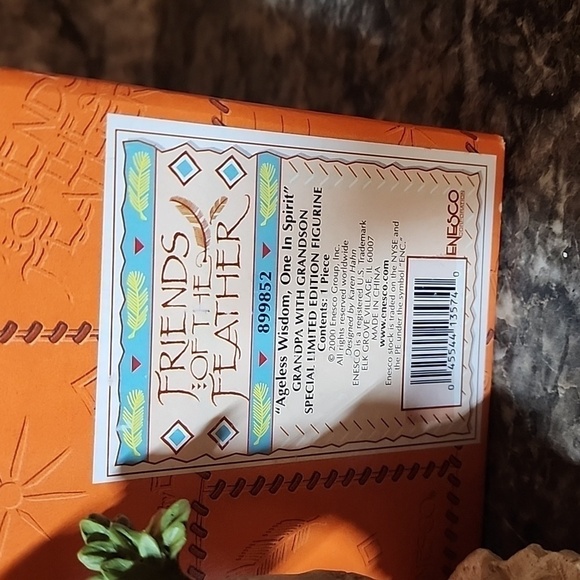 FRIENDS
OF THE
FEATHER
899852
"Ageless Wisdom, One In Spirit"
GRANDPA WITH GRANDSON
SPECIAL LIMITED EDITION FIGURINE
Contents: 1 Piece
© 2000 Enesco Group, Inc.
All rights reserved worldwide
Designed by Karen Hahn
ENESCO is a registered U.S. Trademark
ELK GROVE VILLAGE, IL 60007
MADE IN CHINA
www.enesco.com
Enesco stock is traded on the NYSE and
the PE under the symbol "ENC."
ENESCO
0 45544 13574 0